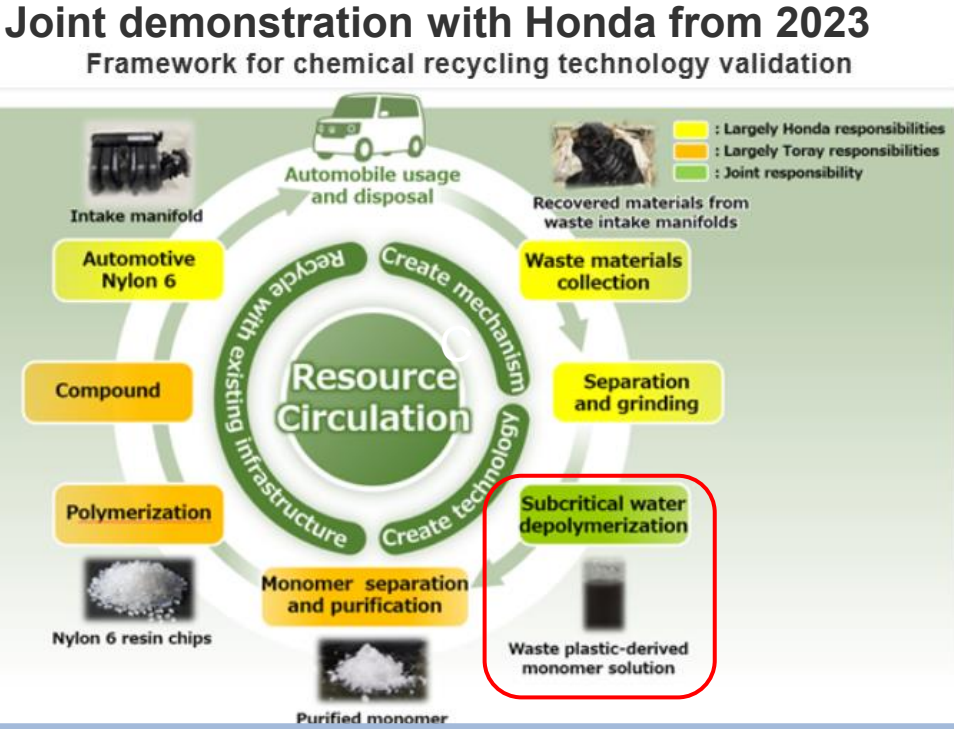 Joint demonstration with Honda from 2023
Framework for chemical recycling technology validation
: Largely Honda responsibilities
: Largely Toray responsibilities
: Joint responsibility
Automobile usage
and disposal
Intake manifold
Recovered materials from
waste intake manifolds
Automotive
Nylon 6
Waste materials
collection
Recycle with existing infrastructure
Create mechanism
Create technology
Resource
Circulation
Compound
Separation
and grinding
Polymerization
Subcritical water
depolymerization
Monomer separation
and purification
Nylon 6 resin chips
Waste plastic-derived
monomer solution
Purified monomer